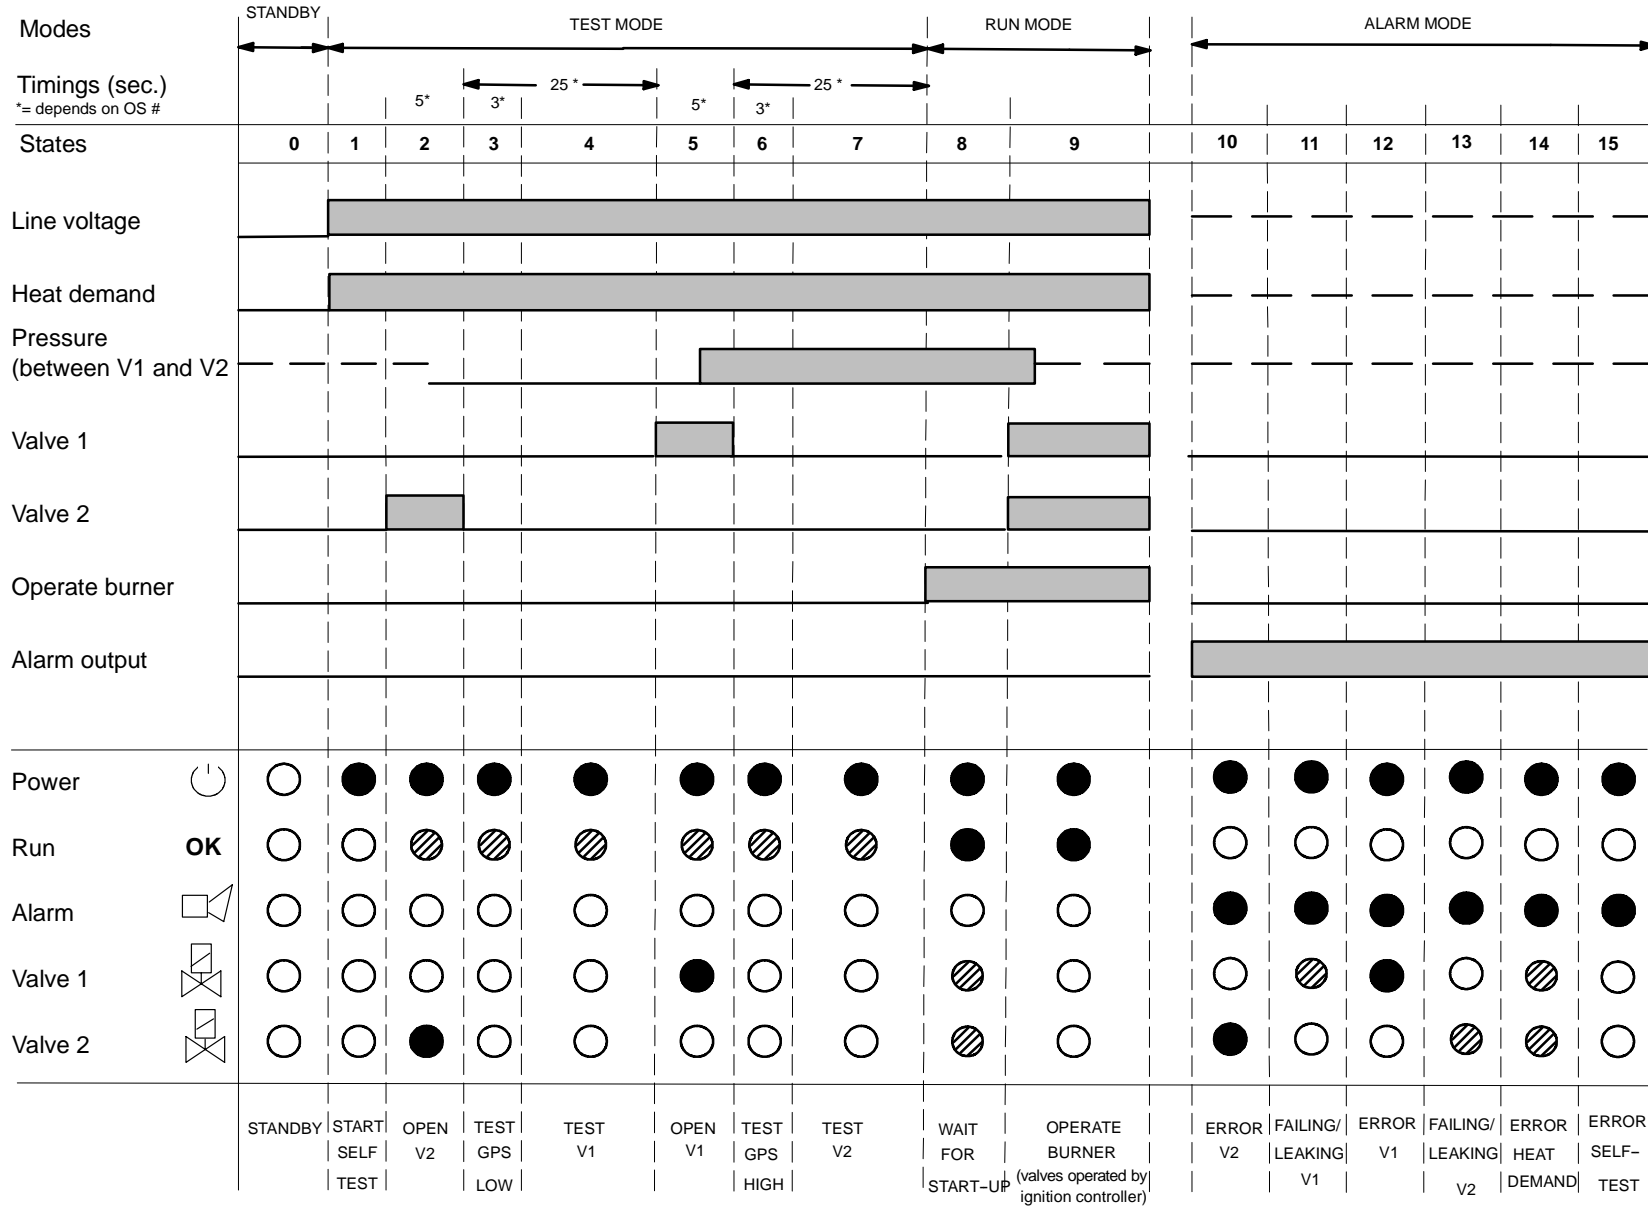 Modes
STANDBY
TEST MODE
RUN MODE
ALARM MODE
Timings (sec.)
*= depends on OS #
5*
3*
25 *
5*
3*
25 *
States
0 1 2 3 4 5 6 7 8 9 10 11 12 13 14 15
Line voltage
Heat demand
Pressure
(between V1 and V2
Valve 1
Valve 2
Operate burner
Alarm output
Power
Run OK
Alarm
Valve 1
Valve 2
STANDBY
START
SELF
TEST
OPEN
V2
TEST
GPS
LOW
TEST
V1
OPEN
V1
TEST
GPS
HIGH
TEST
V2
WAIT
FOR
START-UP
OPERATE
BURNER
(valves operated by
ignition controller)
ERROR
V2
FAILING/
LEAKING
V1
ERROR
V1
FAILING/
LEAKING
V2
ERROR
HEAT
DEMAND
ERROR
SELF-
TEST